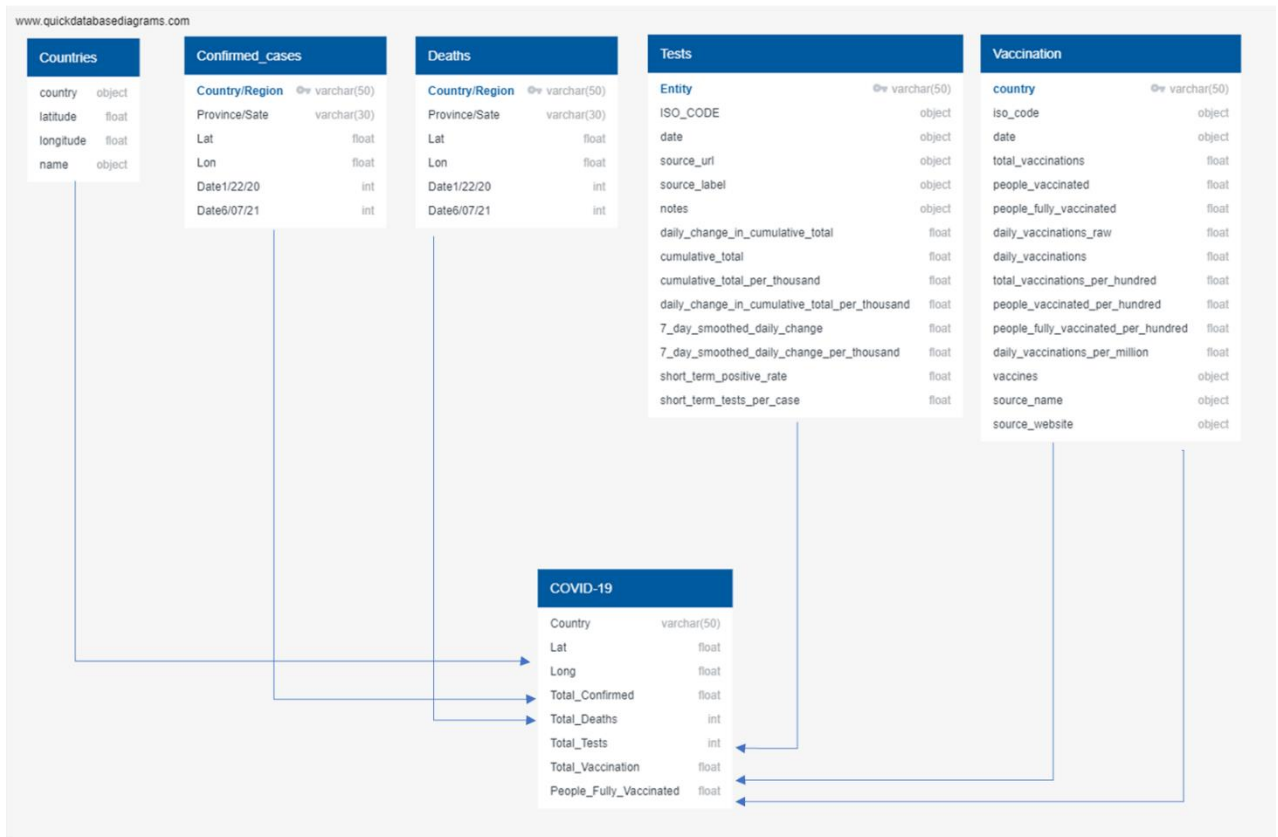 www.quickdatabasediagrams.com
Countries
country object
latitude float
longitude float
name object
Confirmed_cases
Country/Region varchar(50)
Province/Sate varchar(30)
Lat float
Lon float
Date1/22/20 int
Date6/07/21 int
Deaths
Country/Region varchar(50)
Province/Sate varchar(30)
Lat float
Lon float
Date1/22/20 int
Date6/07/21 int
Tests
Entity varchar(50)
ISO_CODE object
date object
source_url object
source_label object
notes object
daily_change_in_cumulative_total float
cumulative_total float
cumulative_total_per_thousand float
daily_change_in_cumulative_total_per_thousand float
7_day_smoothed_daily_change float
7_day_smoothed_daily_change_per_thousand float
short_term_positive_rate float
short_term_tests_per_case float
Vaccination
country varchar(50)
iso_code object
date object
total_vaccinations float
people_vaccinated float
people_fully_vaccinated float
daily_vaccinations_raw float
daily_vaccinations float
total_vaccinations_per_hundred float
people_vaccinated_per_hundred float
people_fully_vaccinated_per_hundred float
daily_vaccinations_per_million float
vaccines object
source_name object
source_website object
COVID-19
Country varchar(50)
Lat float
Long float
Total_Confirmed float
Total_Deaths int
Total_Tests int
Total_Vaccination float
People_Fully_Vaccinated float